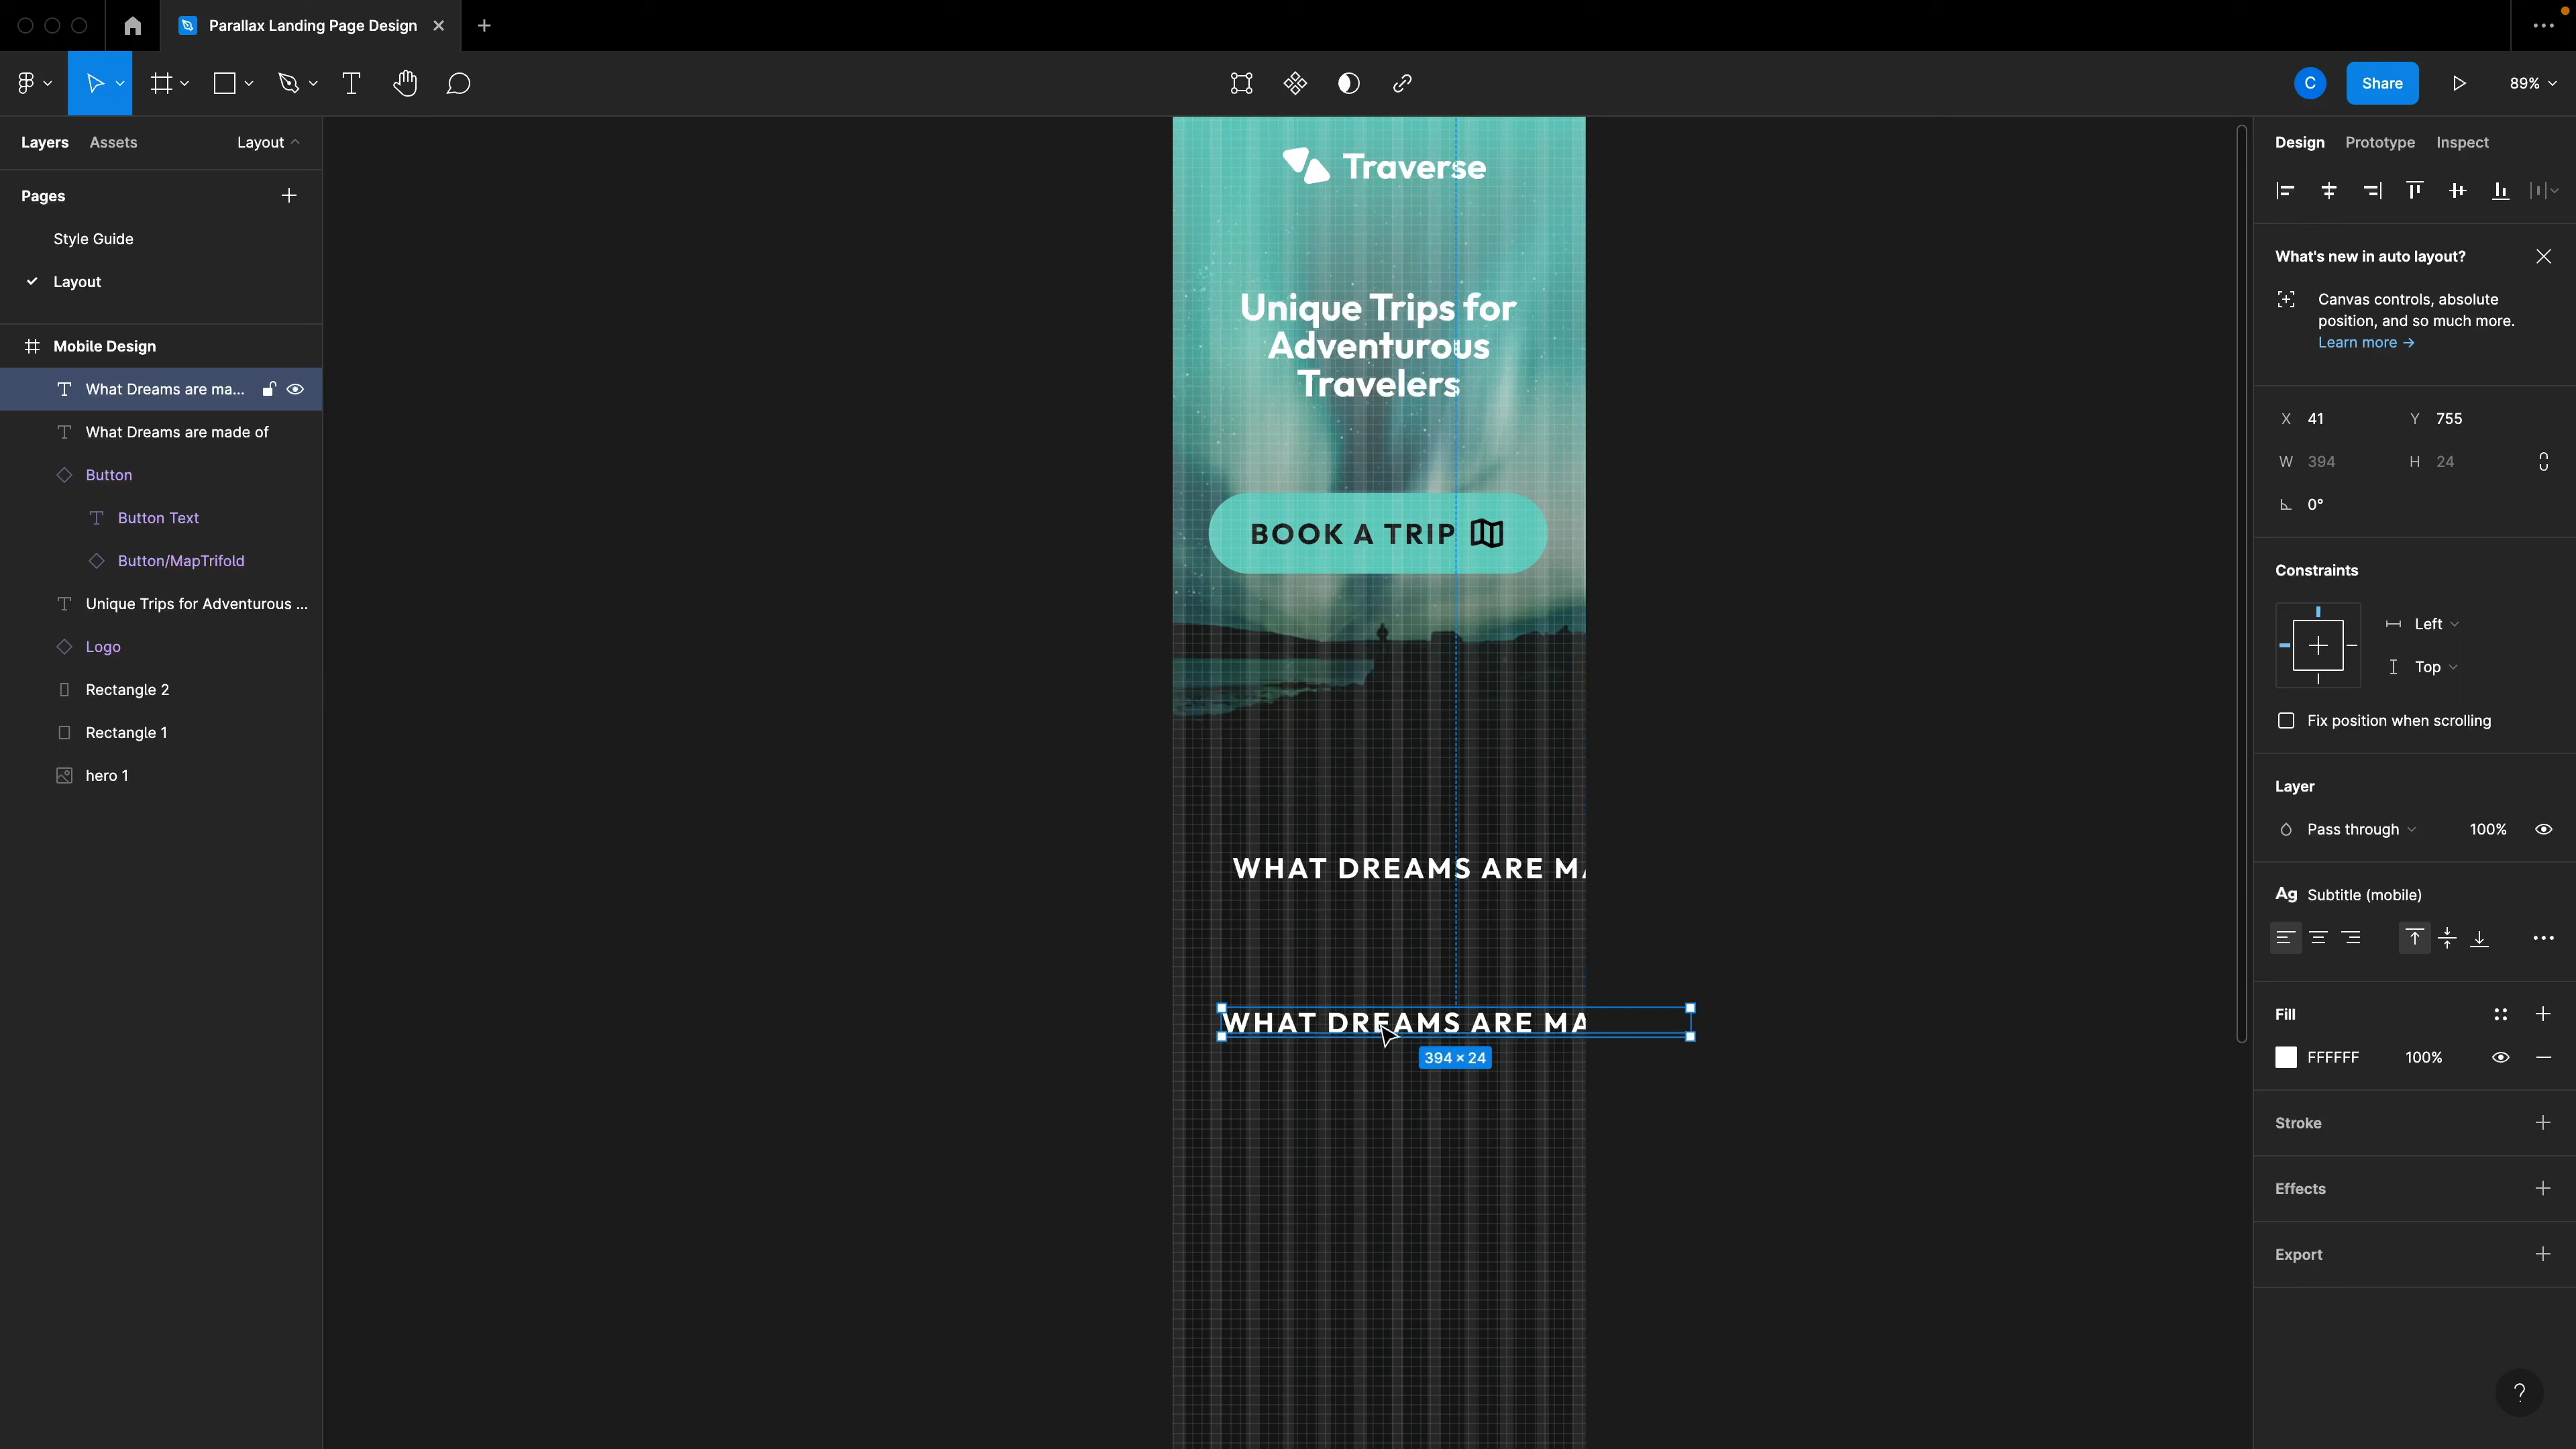 Parallax Landing Page Design
89%
Share
C
Layers
Assets
Layout
Pages
Style Guide
Layout
Mobile Design
What Dreams are ma...
What Dreams are made of
Button
Button Text
Button/MapTrifold
Unique Trips for Adventurous ...
Logo
Rectangle 2
Rectangle 1
hero 1
Traverse
Unique Trips for
Adventurous
Travelers
BOOK A TRIP
WHAT DREAMS ARE MA
WHAT DREAMS ARE MA
394 × 24
Design
Prototype
Inspect
What's new in auto layout?
Canvas controls, absolute
position, and so much more.
Learn more →
X 41
Y 755
W 394
H 24
0°
Constraints
Left
Top
Fix position when scrolling
Layer
Pass through
100%
Ag Subtitle (mobile)
Fill
FFFFFF
100%
Stroke
Effects
Export
?